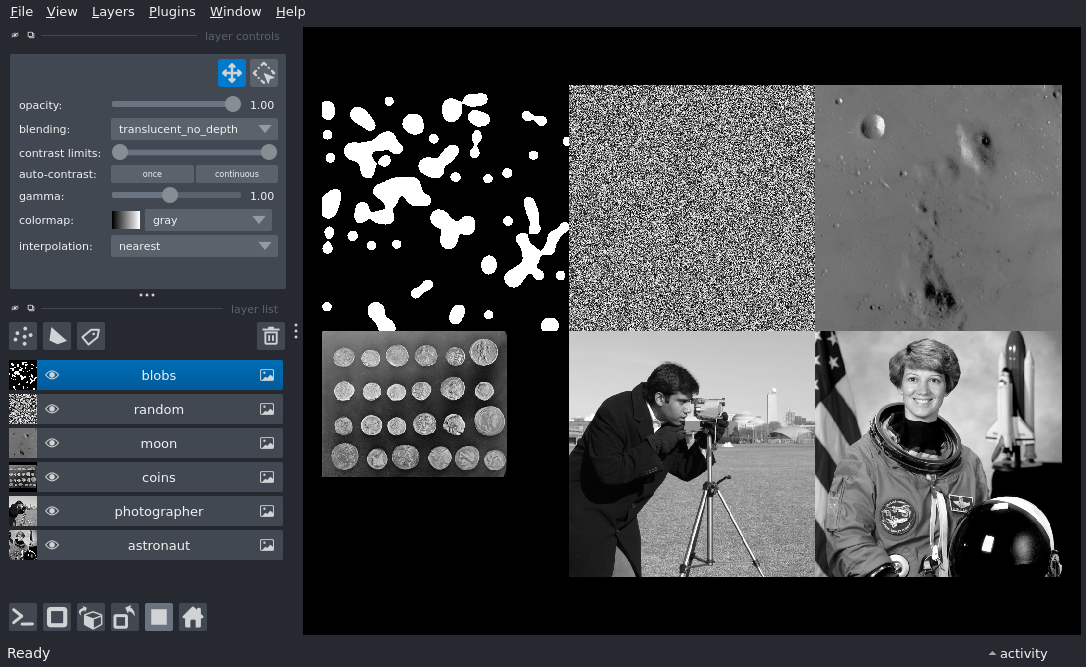 File View Layers Plugins Window Help
layer controls
opacity: 1.00
blending: translucent_no_depth
contrast limits:
auto-contrast: once continuous
gamma: 1.00
colormap: gray
interpolation: nearest
layer list
blobs
random
moon
coins
photographer
astronaut
Ready activity